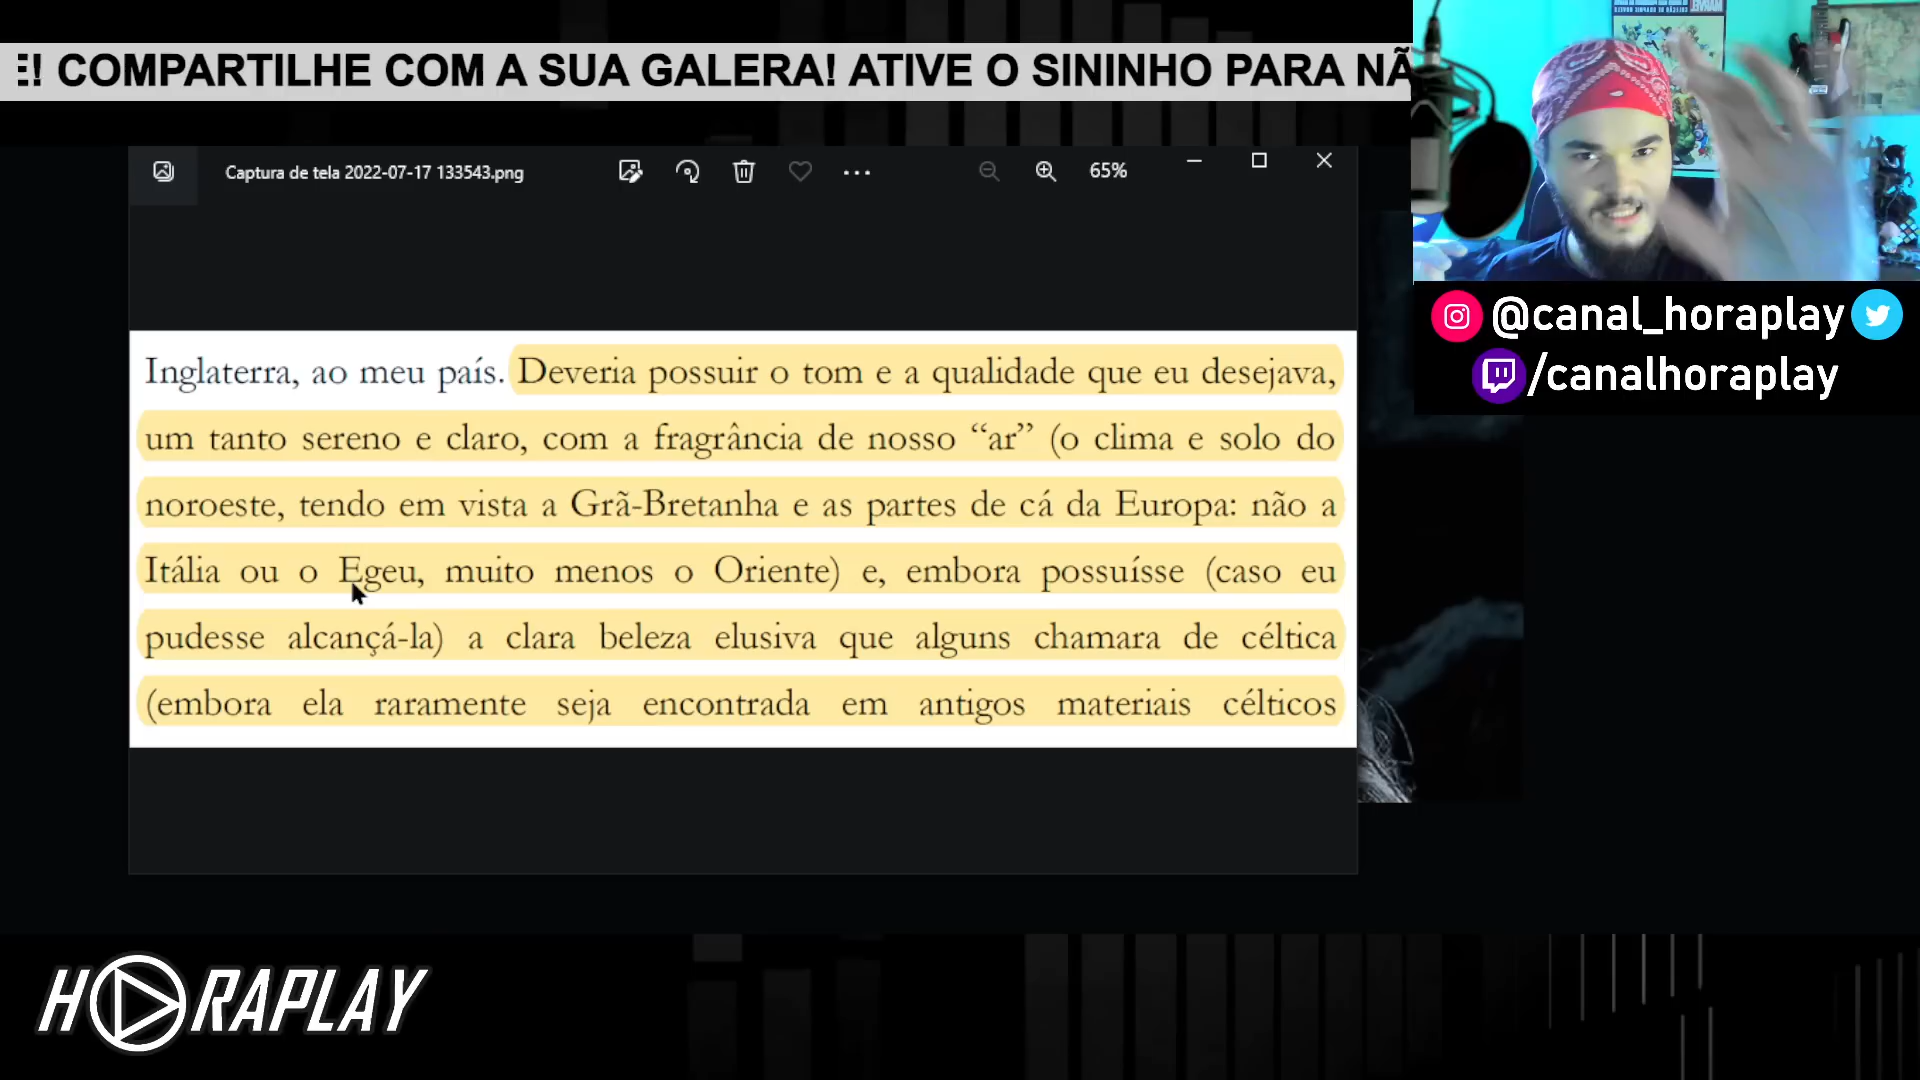 E! COMPARTILHE COM A SUA GALERA! ATIVE O SININHO PARA NÃ
Captura de tela 2022-07-17 133543.png
65%
@canal_horaplay
/canalhoraplay
Inglaterra, ao meu país. Deveria possuir o tom e a qualidade que eu desejava,
um tanto sereno e claro, com a fragrância de nosso “ar” (o clima e solo do
noroeste, tendo em vista a Grã-Bretanha e as partes de cá da Europa: não a
Itália ou o Egeu, muito menos o Oriente) e, embora possuísse (caso eu
pudesse alcançá-la) a clara beleza elusiva que alguns chamara de céltica
(embora ela raramente seja encontrada em antigos materiais célticos
HORAPLAY